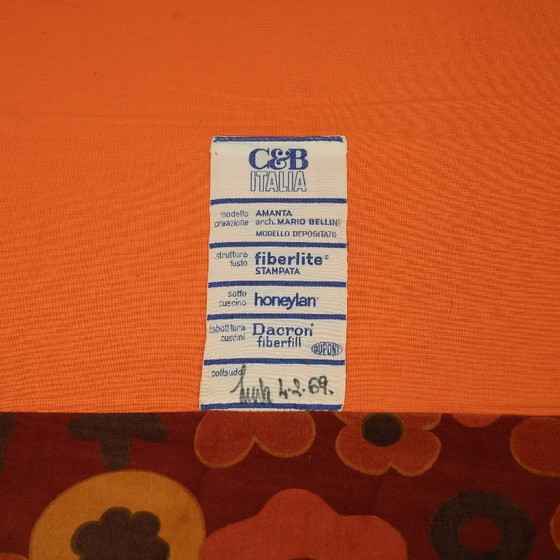 C&B
ITALIA
modello AMANTA
creazione arch. MARIO BELLINI
MODELLO DEPOSITATO
struttura fusto fiberlite®
STAMPATA
sotto cuscino honeylan®
imbottitura Dacron®
cuscini fiberfill
DUPONT
collaudo 4.2.69.